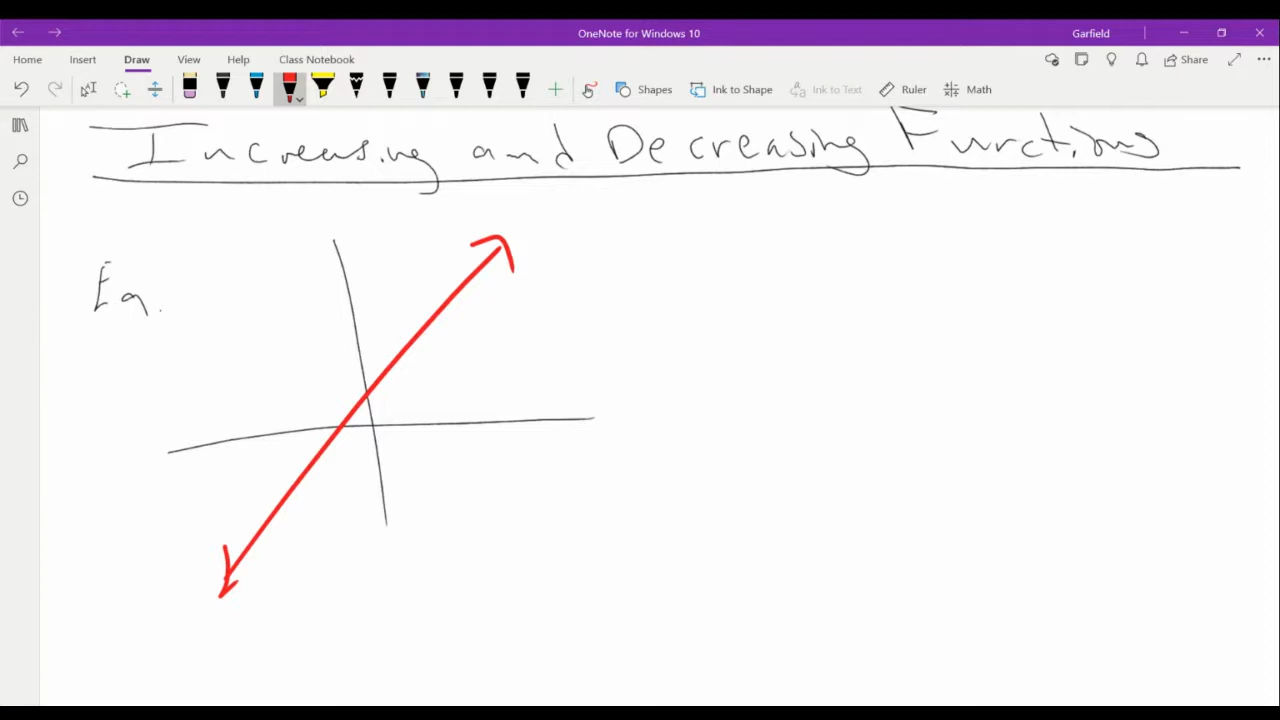 OneNote for Windows 10
Garfield
Home Insert Draw View Help Class Notebook
Share
Shapes Ink to Shape Ink to Text Ruler Math
Increasing and Decreasing Functions
Eg.